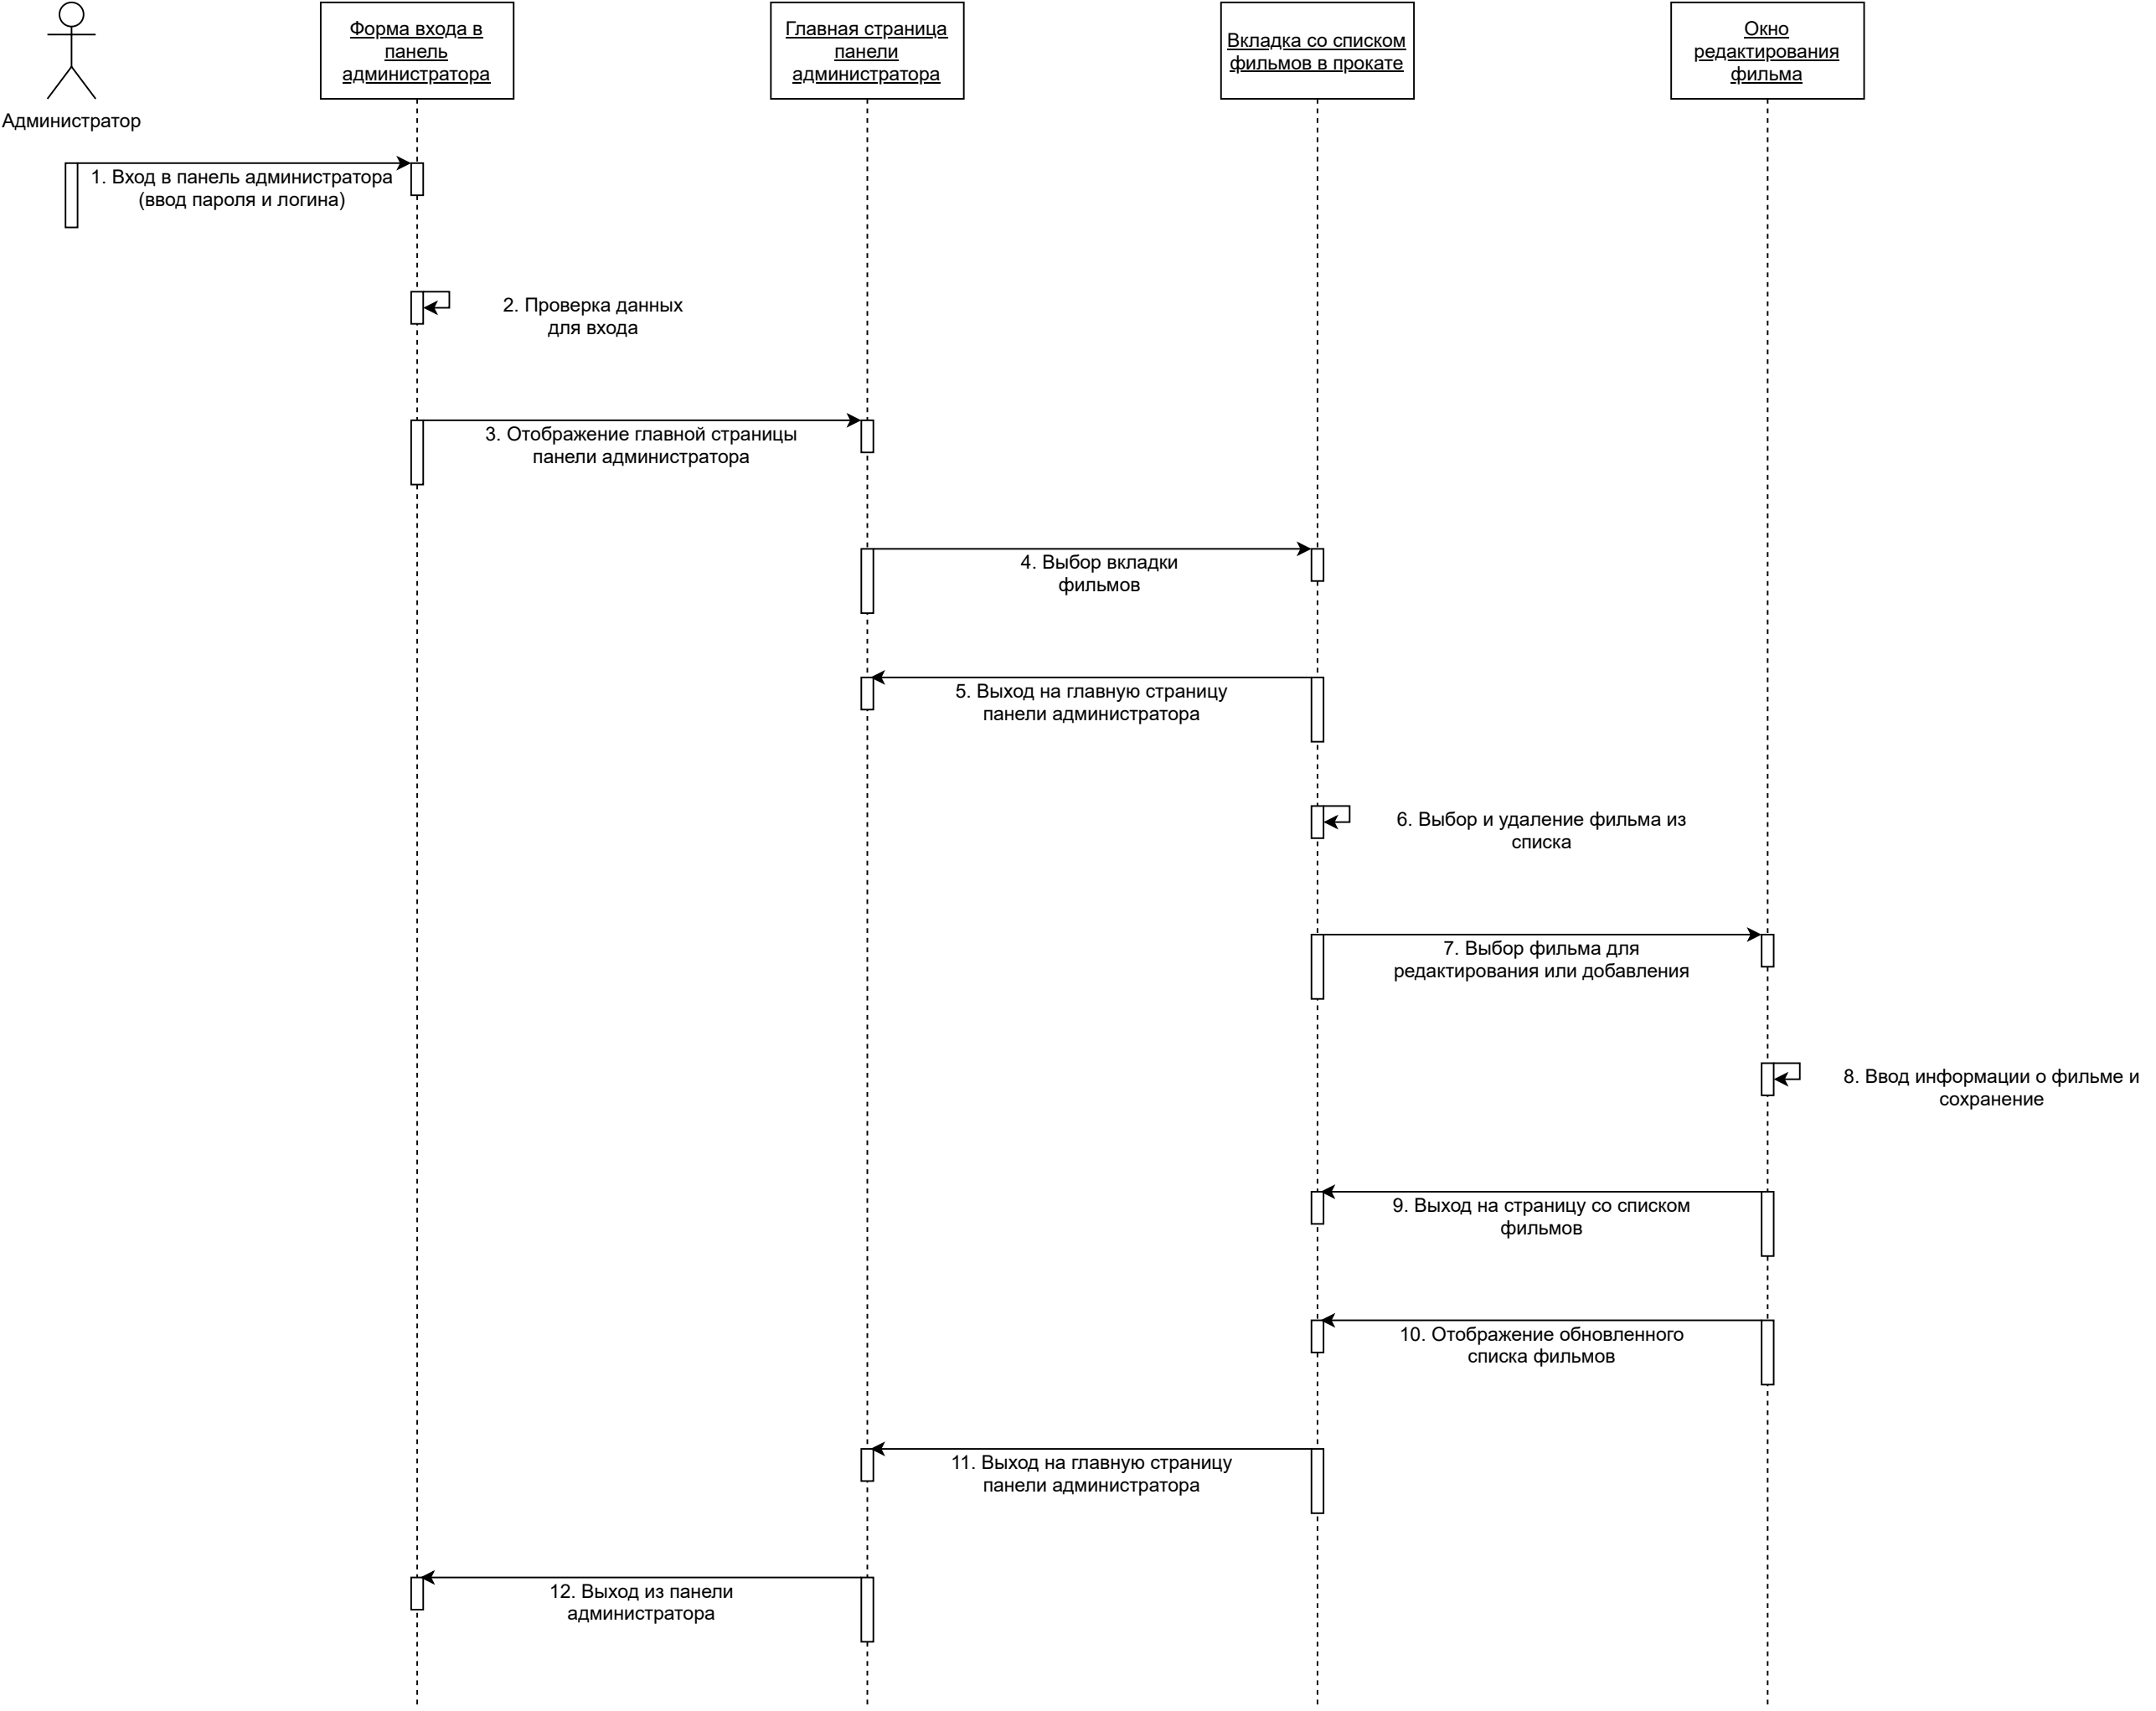 Администратор
Форма входа в
панель
администратора
Главная страница
панели
администратора
Вкладка со списком
фильмов в прокате
Окно
редактирования
фильма
1. Вход в панель администратора
(ввод пароля и логина)
2. Проверка данных
для входа
3. Отображение главной страницы
панели администратора
4. Выбор вкладки
фильмов
5. Выход на главную страницу
панели администратора
6. Выбор и удаление фильма из
списка
7. Выбор фильма для
редактирования или добавления
8. Ввод информации о фильме и
сохранение
9. Выход на страницу со списком
фильмов
10. Отображение обновленного
списка фильмов
11. Выход на главную страницу
панели администратора
12. Выход из панели
администратора